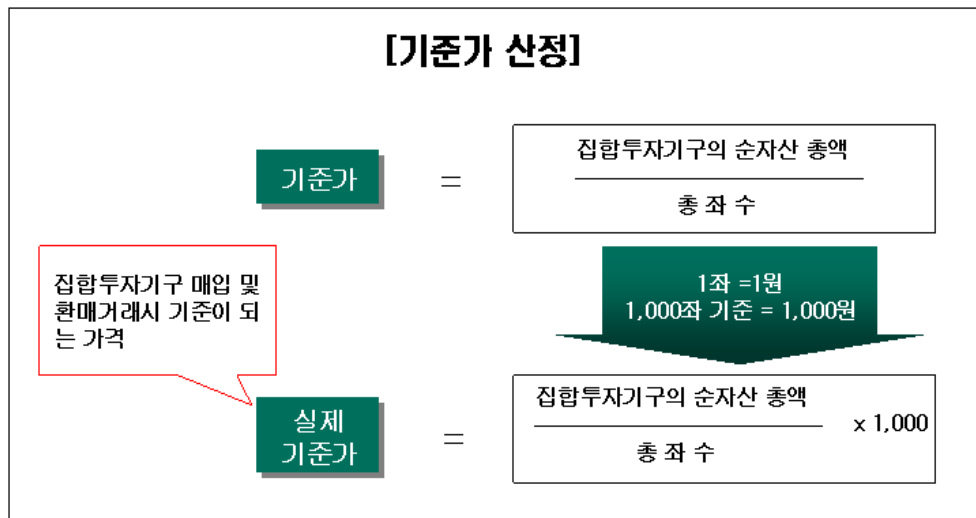 [기준가 산정]
기준가
=
집합투자기구의 순자산 총액
총 좌 수
집합투자기구 매입 및
환매거래시 기준이 되
는 가격
1좌 =1원
1,000좌 기준 = 1,000원
실제
기준가
=
집합투자기구의 순자산 총액
총 좌 수
x 1,000